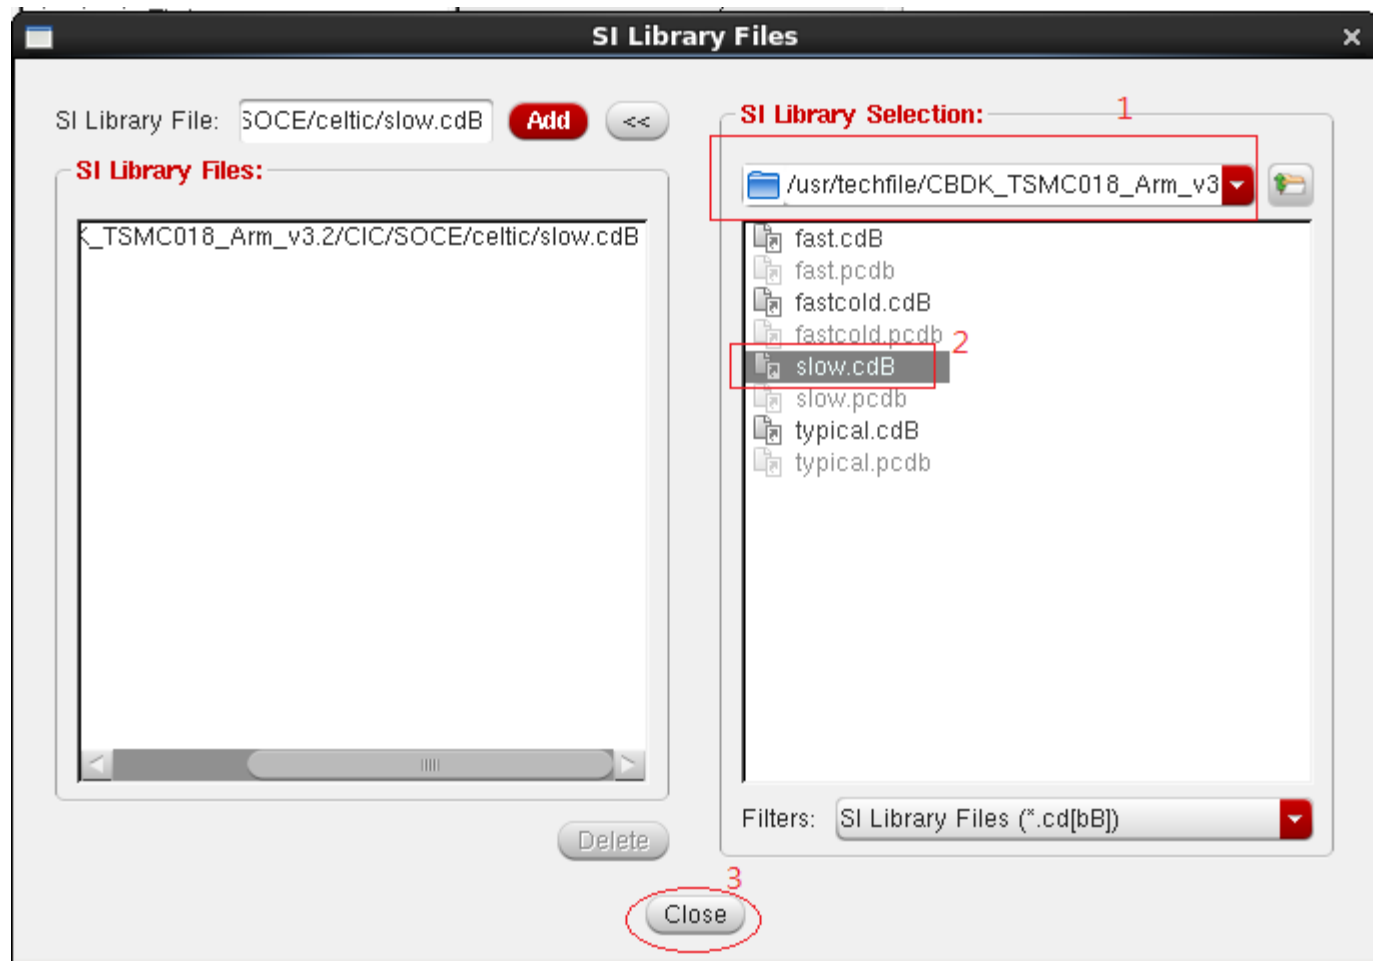 SI Library Files
SI Library File: SOCE/celtic/slow.cdB Add <<
SI Library Files:
K_TSMC018_Arm_v3.2/CIC/SOCE/celtic/slow.cdB
Delete
SI Library Selection: 1
/usr/techfile/CBDK_TSMC018_Arm_v3
fast.cdB
fast.pcdb
fastcold.cdB
fastcold.pcdb
2
slow.cdB
slow.pcdb
typical.cdB
typical.pcdb
Filters: SI Library Files (*.cd[bB])
3
Close